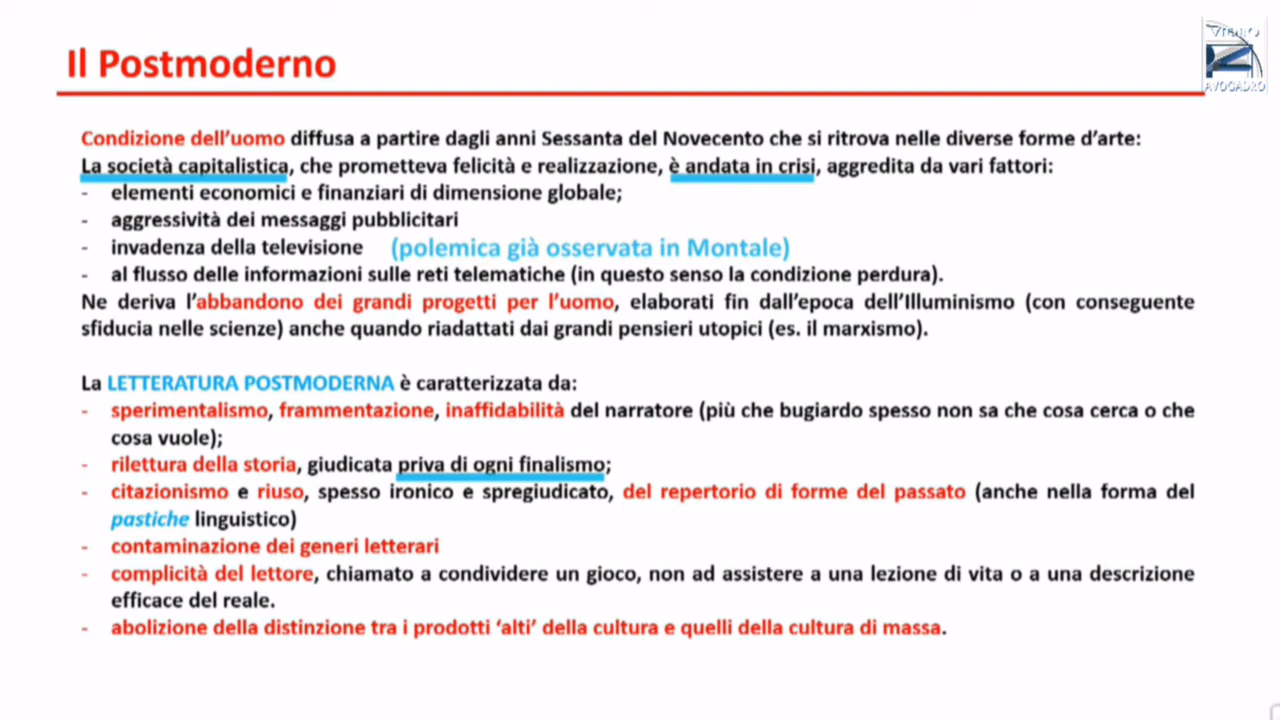 Il Postmoderno
AVOGADRO
Condizione dell'uomo diffusa a partire dagli anni Sessanta del Novecento che si ritrova nelle diverse forme d'arte:
La società capitalistica, che prometteva felicità e realizzazione, è andata in crisi, aggredita da vari fattori:
- elementi economici e finanziari di dimensione globale;
- aggressività dei messaggi pubblicitari
- invadenza della televisione (polemica già osservata in Montale)
- al flusso delle informazioni sulle reti telematiche (in questo senso la condizione perdura).
Ne deriva l'abbandono dei grandi progetti per l'uomo, elaborati fin dall'epoca dell'Illuminismo (con conseguente
sfiducia nelle scienze) anche quando riadattati dai grandi pensieri utopici (es. il marxismo).
La LETTERATURA POSTMODERNA è caratterizzata da:
- sperimentalismo, frammentazione, inaffidabilità del narratore (più che bugiardo spesso non sa che cosa cerca o che
cosa vuole);
- rilettura della storia, giudicata priva di ogni finalismo;
- citazionismo e riuso, spesso ironico e spregiudicato, del repertorio di forme del passato (anche nella forma del
pastiche linguistico)
- contaminazione dei generi letterari
- complicità del lettore, chiamato a condividere un gioco, non ad assistere a una lezione di vita o a una descrizione
efficace del reale.
- abolizione della distinzione tra i prodotti 'alti' della cultura e quelli della cultura di massa.